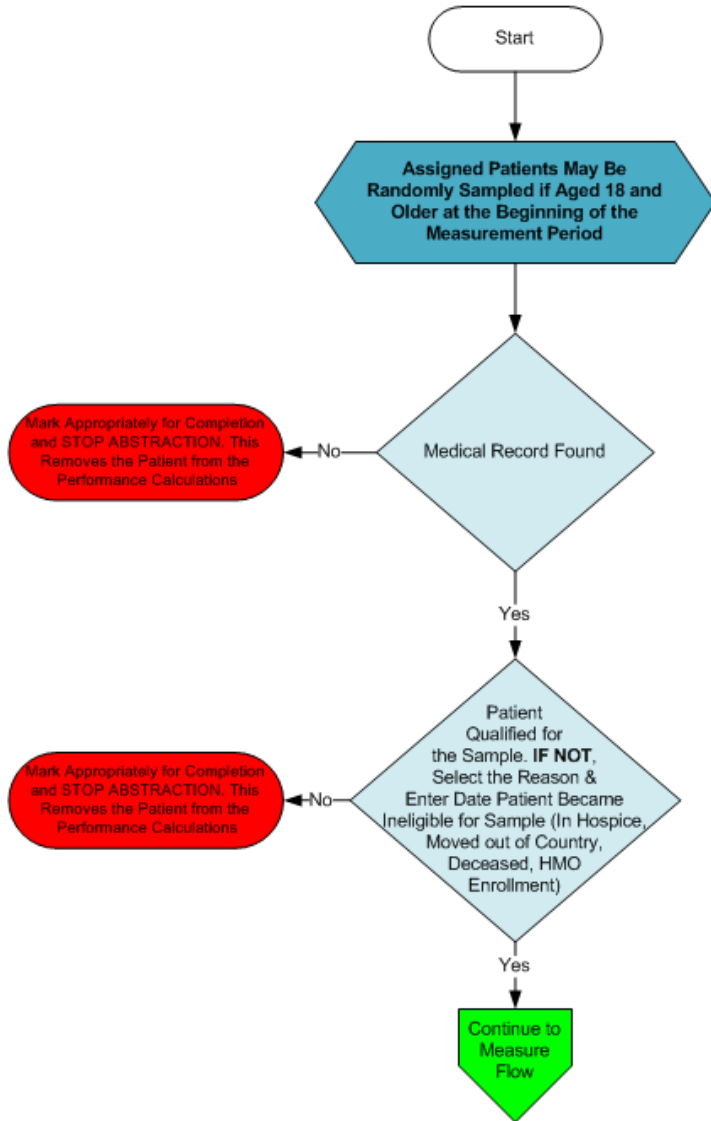 Start
Assigned Patients May Be
Randomly Sampled if Aged 18 and
Older at the Beginning of the
Measurement Period
Medical Record Found
No
Mark Appropriately for Completion
and STOP ABSTRACTION. This
Removes the Patient from the
Performance Calculations
Yes
Patient
Qualified for
the Sample. IF NOT,
Select the Reason &
Enter Date Patient Became
Ineligible for Sample (In Hospice,
Moved out of Country,
Deceased, HMO
Enrollment)
No
Mark Appropriately for Completion
and STOP ABSTRACTION. This
Removes the Patient from the
Performance Calculations
Yes
Continue to
Measure
Flow